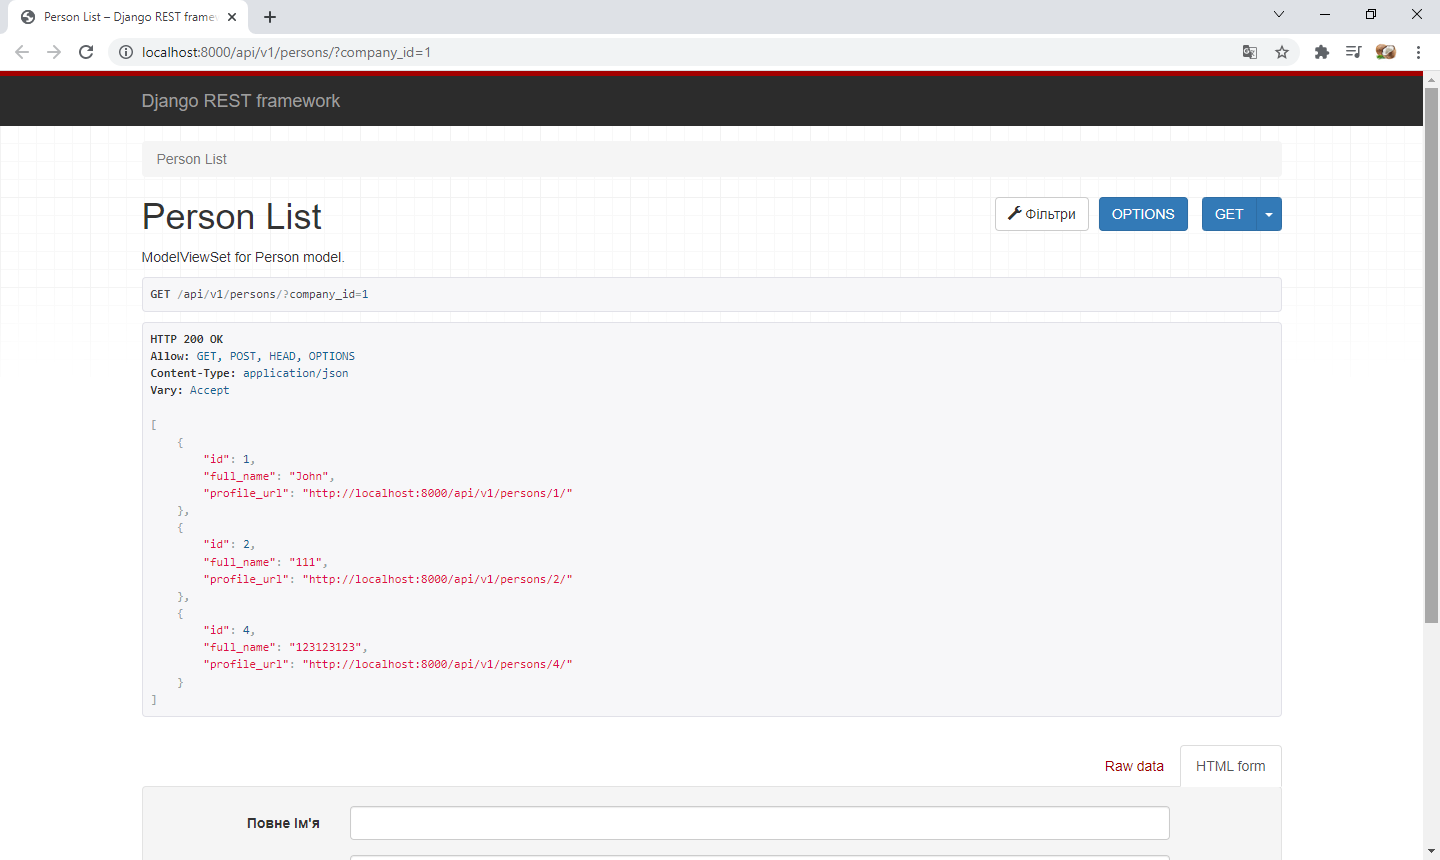 Person List – Django REST frame
localhost:8000/api/v1/persons/?company_id=1
Django REST framework
Person List
Person List
Фільтри
OPTIONS
GET
ModelViewSet for Person model.
GET /api/v1/persons/?company_id=1
HTTP 200 OK
Allow: GET, POST, HEAD, OPTIONS
Content-Type: application/json
Vary: Accept
[
    {
        "id": 1,
        "full_name": "John",
        "profile_url": "http://localhost:8000/api/v1/persons/1/"
    },
    {
        "id": 2,
        "full_name": "111",
        "profile_url": "http://localhost:8000/api/v1/persons/2/"
    },
    {
        "id": 4,
        "full_name": "123123123",
        "profile_url": "http://localhost:8000/api/v1/persons/4/"
    }
]
Raw data
HTML form
Повне Ім'я